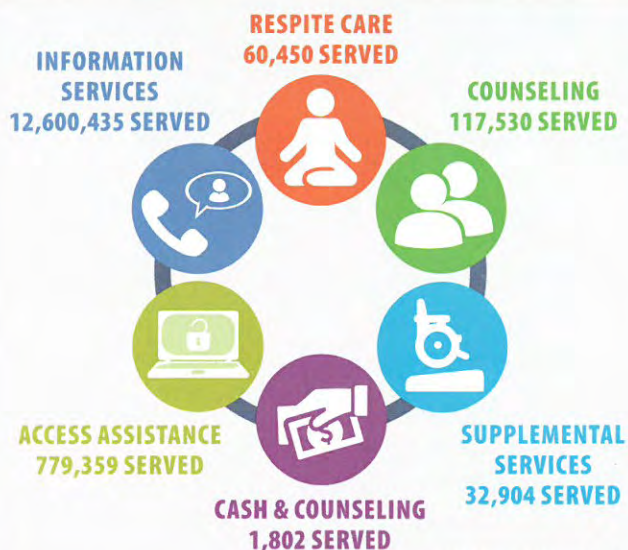 RESPITE CARE
60,450 SERVED
INFORMATION
SERVICES
12,600,435 SERVED
COUNSELING
117,530 SERVED
ACCESS ASSISTANCE
779,359 SERVED
SUPPLEMENTAL
SERVICES
32,904 SERVED
CASH & COUNSELING
1,802 SERVED